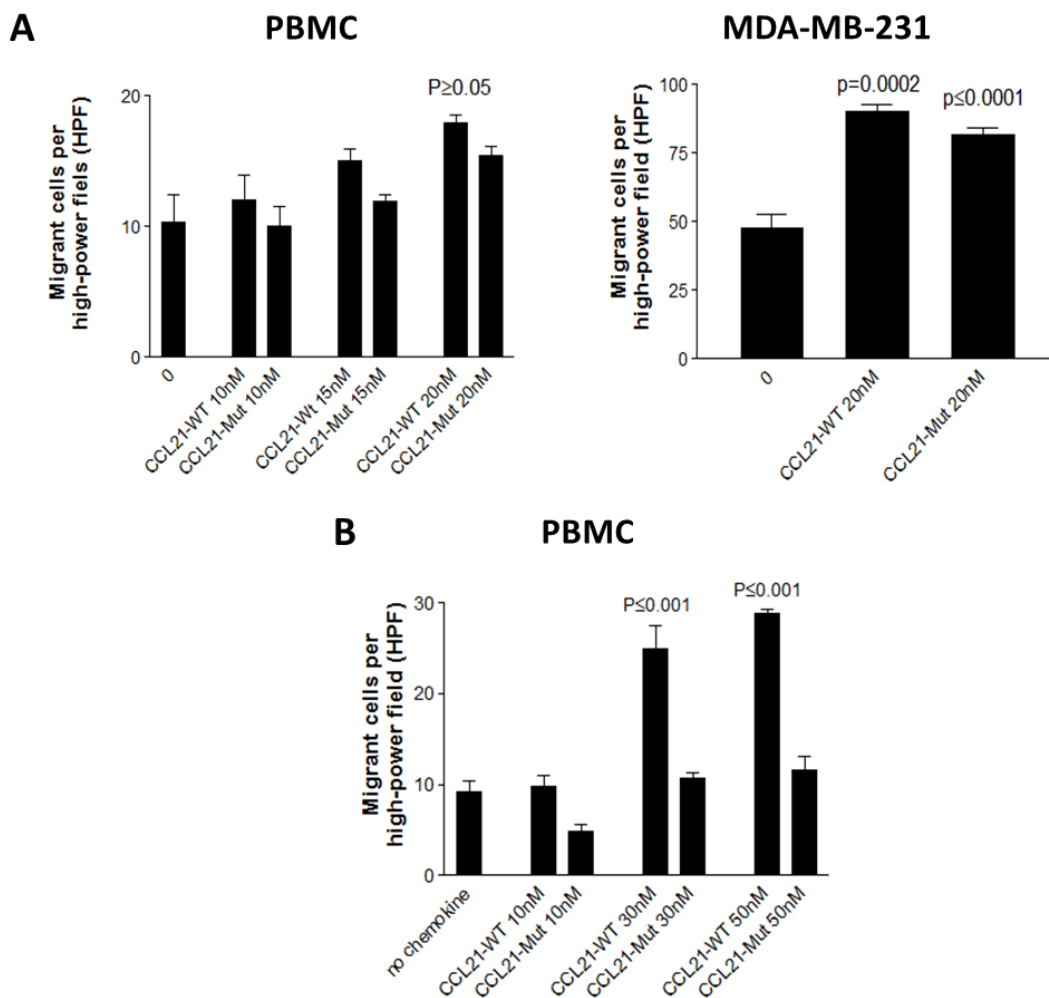 A
PBMC
MDA-MB-231
Migrant cells per
high-power fiels (HPF)
20
10
0
P≥0.05
0
CCL21-WT 10nM
CCL21-Mut 10nM
CCL21-Wt 15nM
CCL21-Mut 15nM
CCL21-WT 20nM
CCL21-Mut 20nM
Migrant cells per
high-power field (HPF)
100
75
50
25
0
p=0.0002
p≤0.0001
0
CCL21-WT 20nM
CCL21-Mut 20nM
B
PBMC
Migrant cells per
high-power field (HPF)
30
20
10
0
P≤0.001
P≤0.001
no chemokine
CCL21-WT 10nM
CCL21-Mut 10nM
CCL21-WT 30nM
CCL21-Mut 30nM
CCL21-WT 50nM
CCL21-Mut 50nM